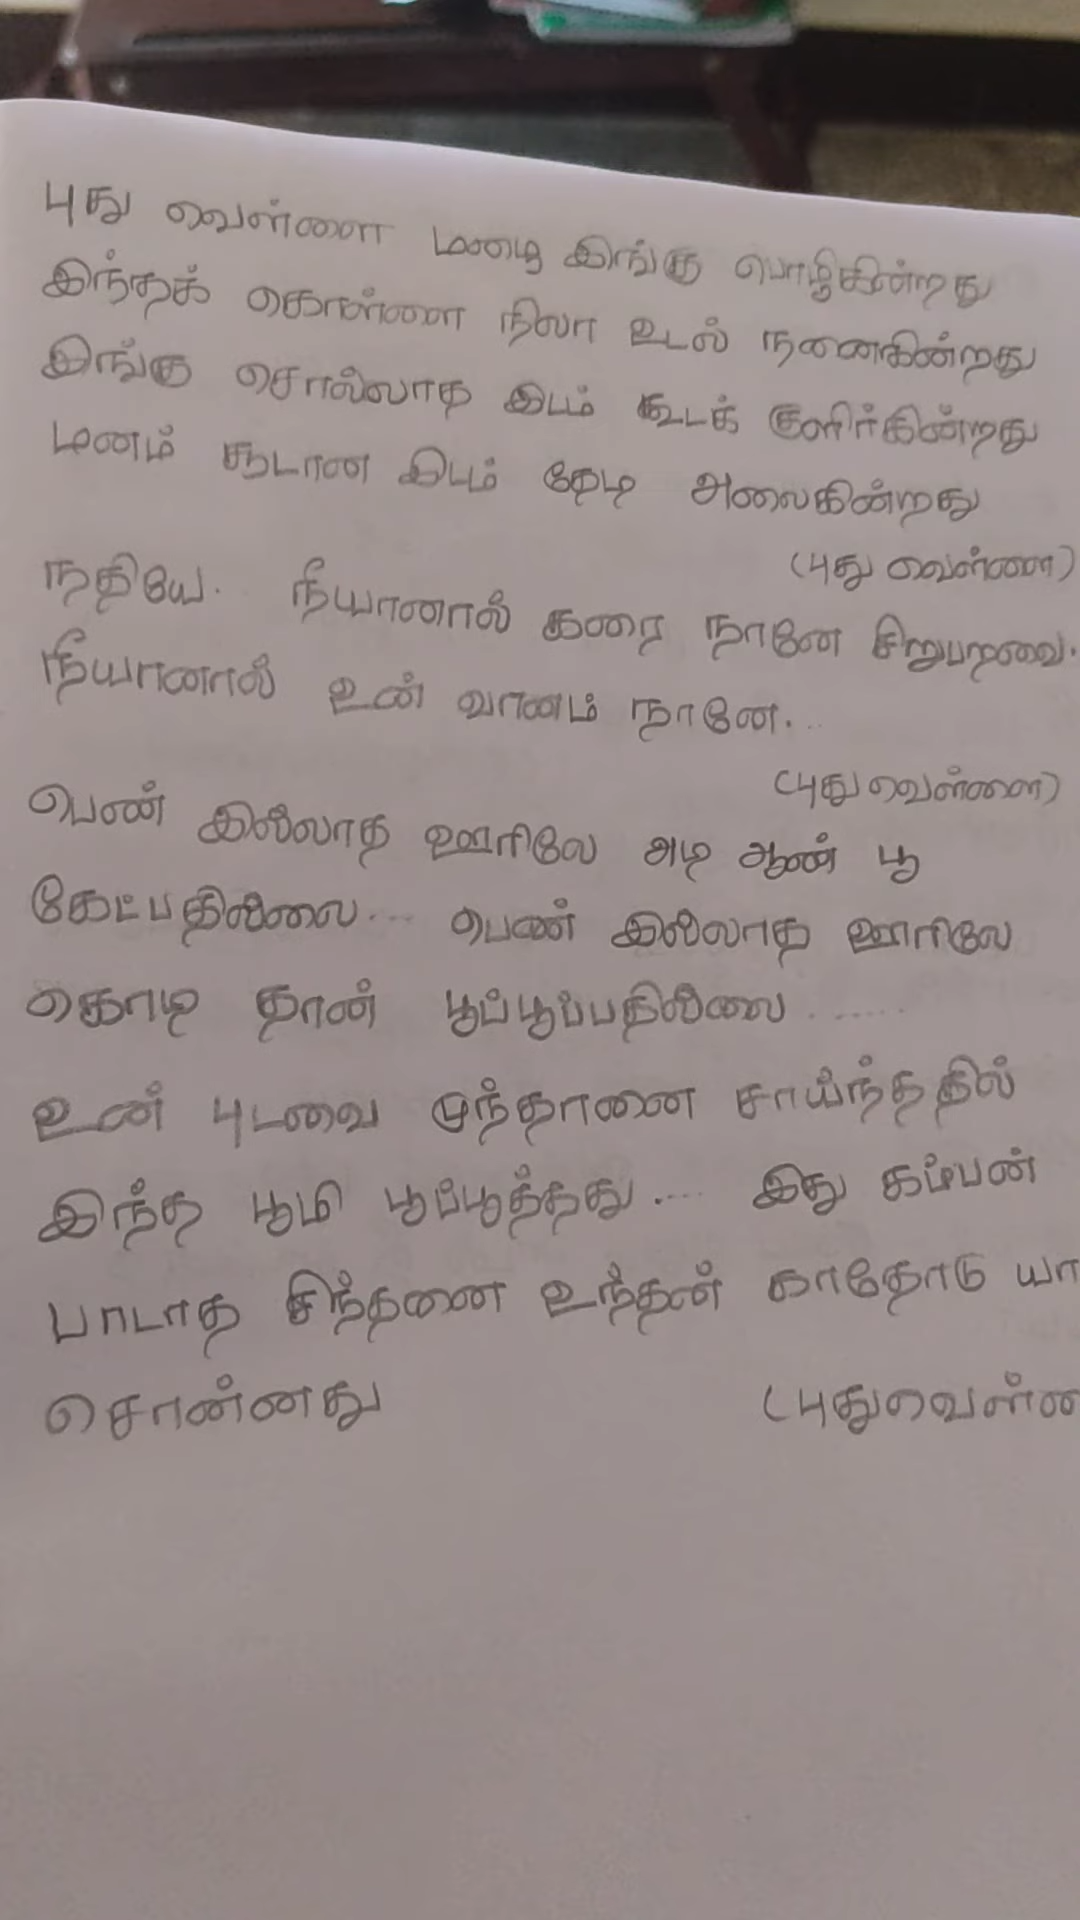 புது வெள்ளை மழை இங்கு பொழிகின்றது
இந்தக் கொள்ளை நிலா உடல் நனைகின்றது
இங்கு சொல்லாத இடம் கூடக் குளிர்கின்றது
மனம் சூடான இடம் தேடி அலைகின்றது
(புது வெள்ளை)
நதியே. நீயானால் கரை நானே சிறுபறவை.
நீயானால் உன் வானம் நானே...
(புது வெள்ளை)
பெண் இல்லாத ஊரிலே அடி ஆண் பூ
கேட்பதில்லை.... பெண் இல்லாத ஊரிலே
கொடி தான் பூப்பூப்பதில்லை ......
உன் புடவை முந்தானை சாய்ந்ததில்
இந்த பூமி பூப்பூத்தது.... இது கம்பன்
பாடாத சிந்தனை உந்தன் காதோடு யா
சொன்னது (புதுவெள்ள